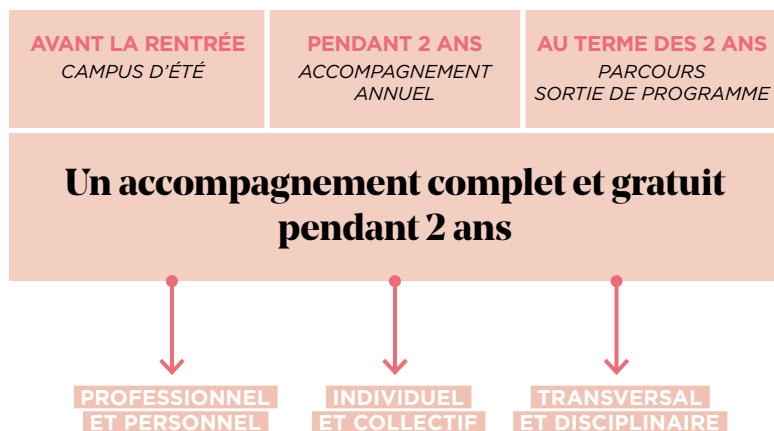 AVANT LA RENTRÉE
CAMPUS D’ÉTÉ
PENDANT 2 ANS
ACCOMPAGNEMENT
ANNUEL
AU TERME DES 2 ANS
PARCOURS
SORTIE DE PROGRAMME
Un accompagnement complet et gratuit
pendant 2 ans
PROFESSIONNEL
ET PERSONNEL
INDIVIDUEL
ET COLLECTIF
TRANSVERSAL
ET DISCIPLINAIRE